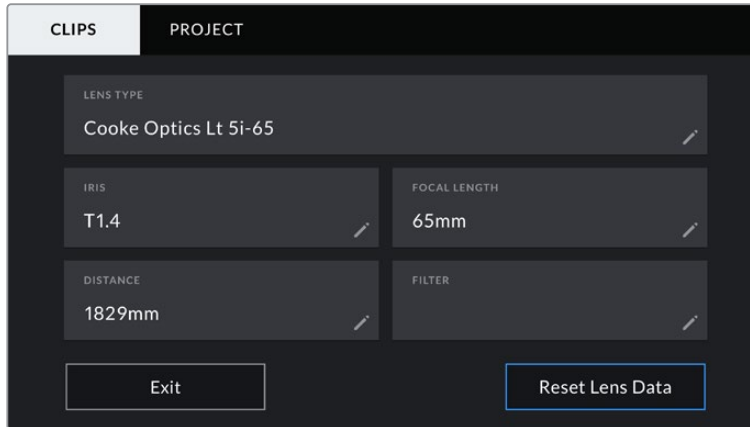 CLIPS
PROJECT
LENS TYPE
Cooke Optics Lt 5i-65
IRIS
T1.4
FOCAL LENGTH
65mm
DISTANCE
1829mm
FILTER
Exit
Reset Lens Data